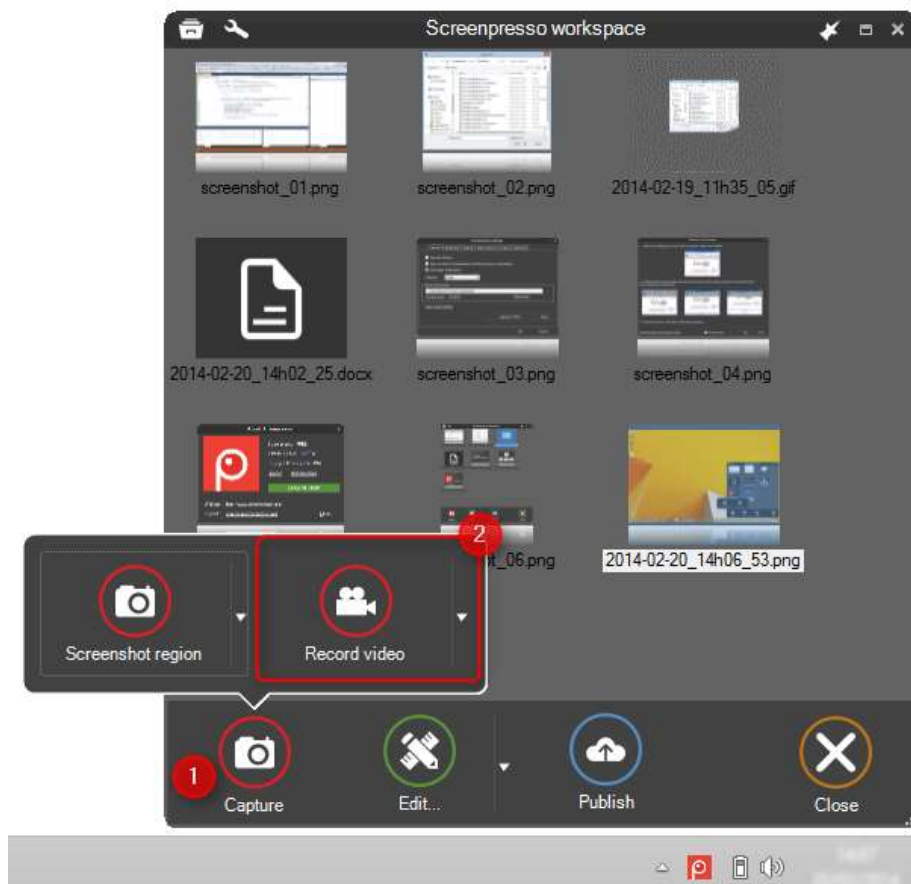 Screenpresso workspace
screenshot_01.png
screenshot_02.png
2014-02-19_11h35_05.gif
2014-02-20_14h02_25.docx
screenshot_03.png
screenshot_04.png
2
ot_06.png
2014-02-20_14h06_53.png
Screenshot region
Record video
1
Capture
Edit...
Publish
Close